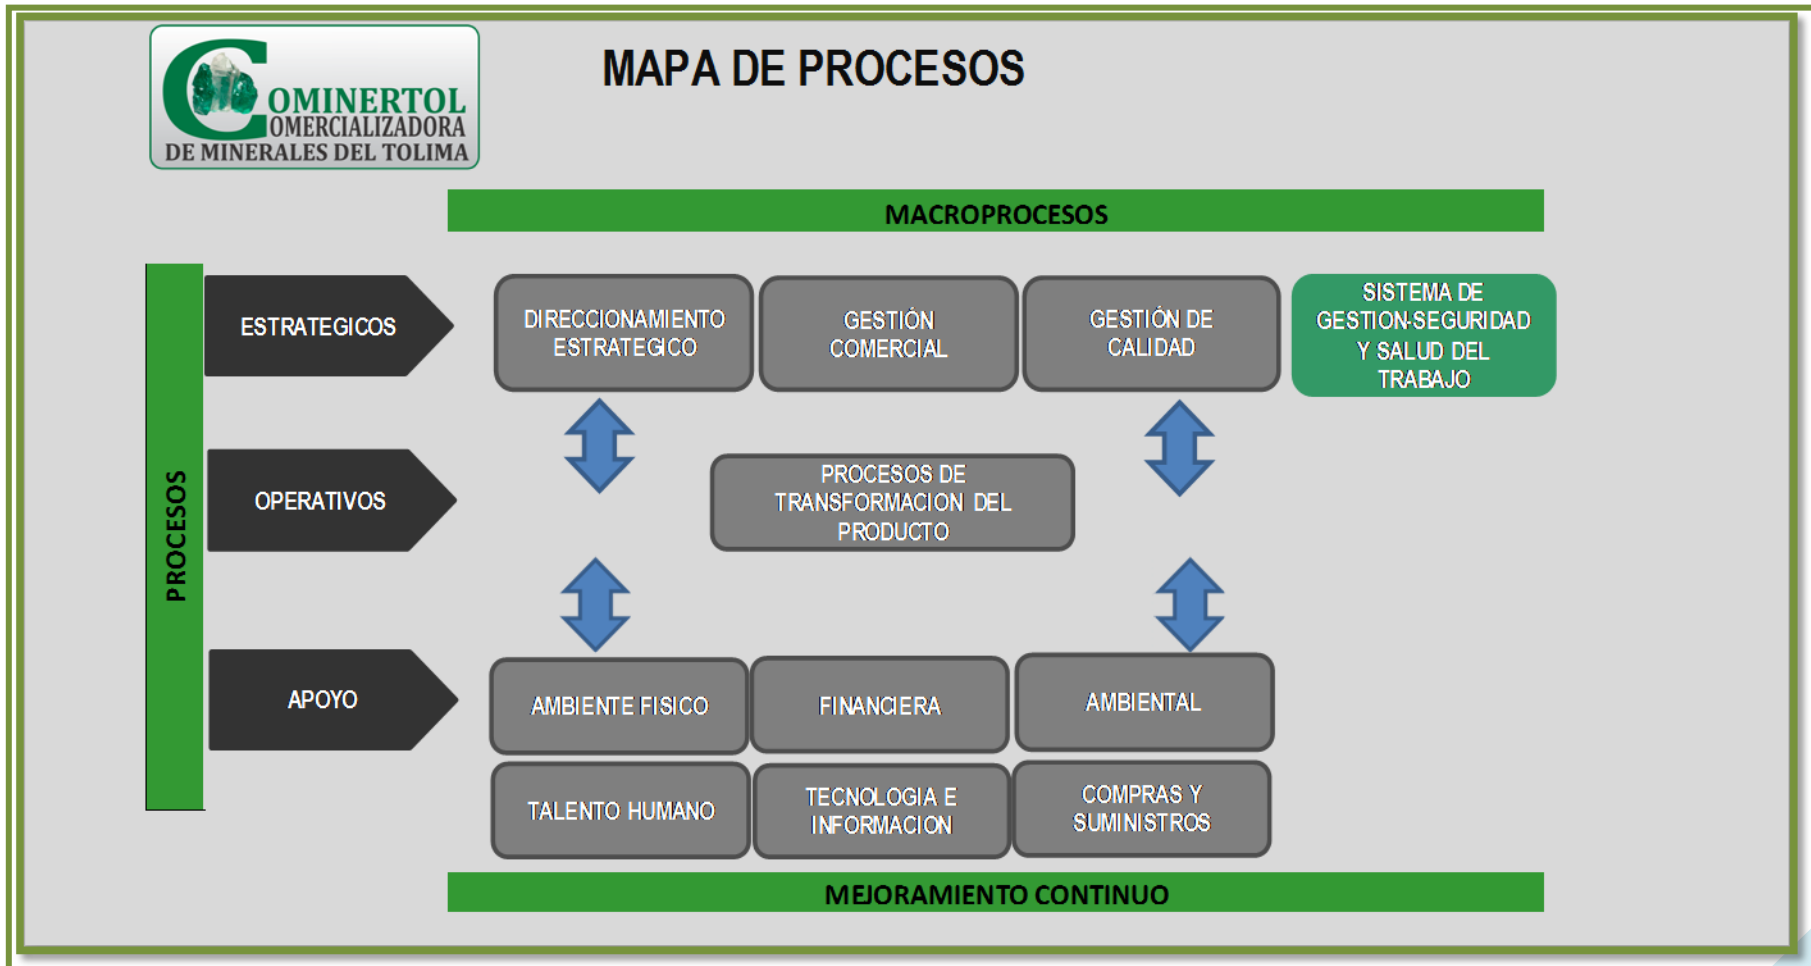 MAPA DE PROCESOS
COMINERTOL
COMERCIALIZADORA
DE MINERALES DEL TOLIMA
MACROPROCESOS
PROCESOS
ESTRATEGICOS
DIRECCIONAMIENTO
ESTRATEGICO
GESTIÓN
COMERCIAL
GESTIÓN DE
CALIDAD
SISTEMA DE
GESTION-SEGURIDAD
Y SALUD DEL
TRABAJO
OPERATIVOS
PROCESOS DE
TRANSFORMACION DEL
PRODUCTO
APOYO
AMBIENTE FISICO
FINANCIERA
AMBIENTAL
TALENTO HUMANO
TECNOLOGIA E
INFORMACION
COMPRAS Y
SUMINISTROS
MEJORAMIENTO CONTINUO